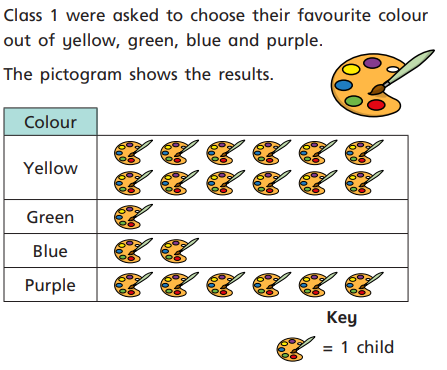 Class 1 were asked to choose their favourite colour
out of yellow, green, blue and purple.
The pictogram shows the results.
Colour
Yellow
Green
Blue
Purple
Key
= 1 child